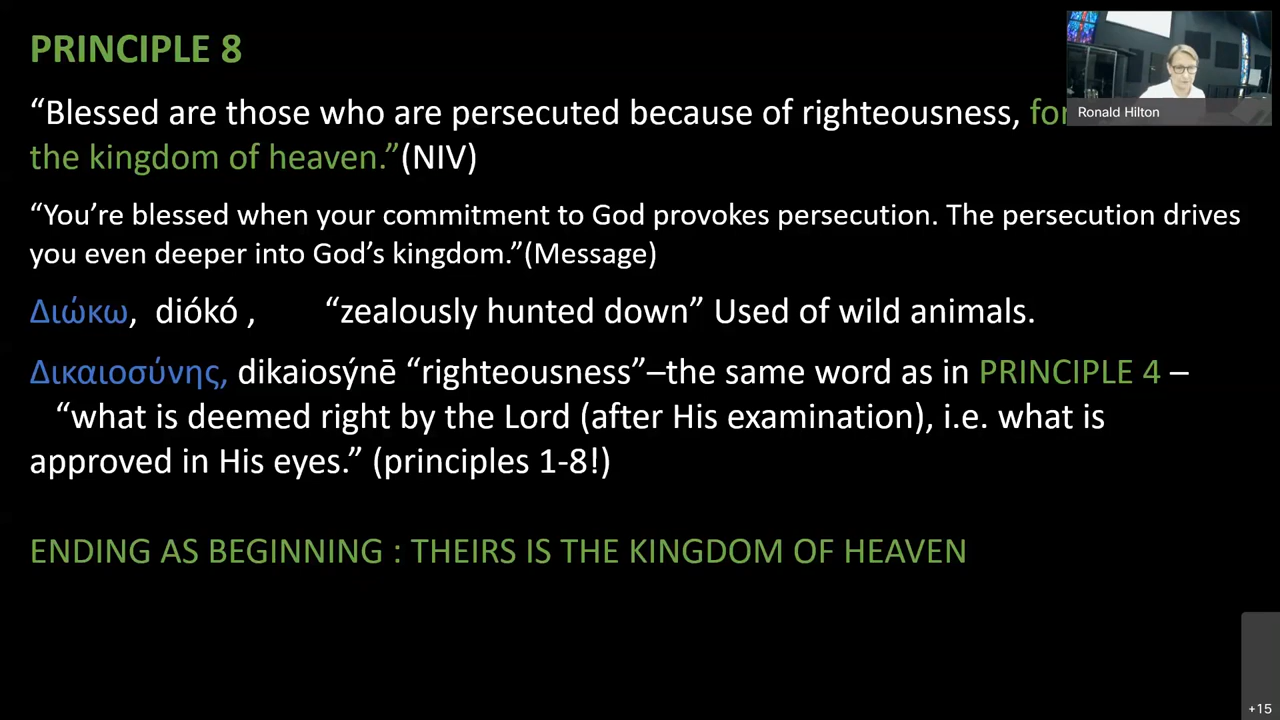 PRINCIPLE 8
“Blessed are those who are persecuted because of righteousness, for
the kingdom of heaven.”(NIV)
“You’re blessed when your commitment to God provokes persecution. The persecution drives
you even deeper into God’s kingdom.”(Message)
Διώκω, diókó , “zealously hunted down” Used of wild animals.
Δικαιοσύνης, dikaiosýnē “righteousness”–the same word as in PRINCIPLE 4 –
“what is deemed right by the Lord (after His examination), i.e. what is
approved in His eyes.” (principles 1-8!)
ENDING AS BEGINNING : THEIRS IS THE KINGDOM OF HEAVEN
Ronald Hilton
+15